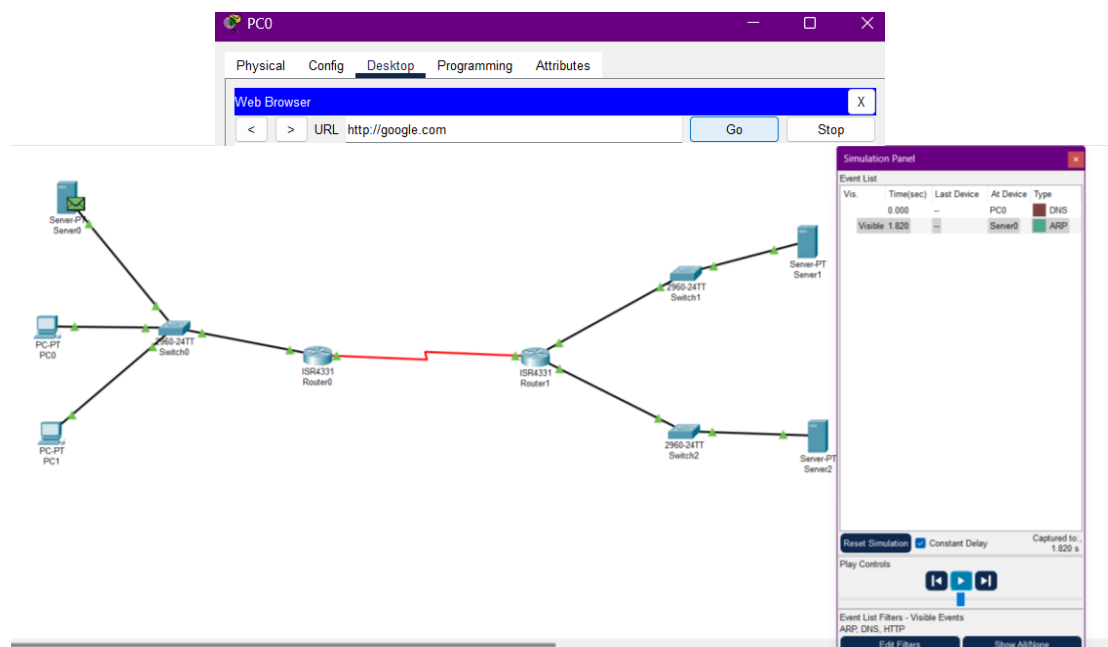 PC0
Physical Config Desktop Programming Attributes
Web Browser
X
< > URL http://google.com Go Stop
Simulation Panel
Event List
Vis. Time(sec) Last Device At Device Type
0.000 -- PC0 DNS
Visible 1.820 -- Server0 ARP
Server-PT
Server0
PC-PT
PC0
2960-24TT
Switch0
PC-PT
PC1
ISR4331
Router0
ISR4331
Router1
2960-24TT
Switch1
Server-PT
Server1
2960-24TT
Switch2
Server-PT
Server2
Reset Simulation Constant Delay
Captured to:
1.820 s
Play Controls
Event List Filters - Visible Events
ARP, DNS, HTTP
Edit Filters Show All/None